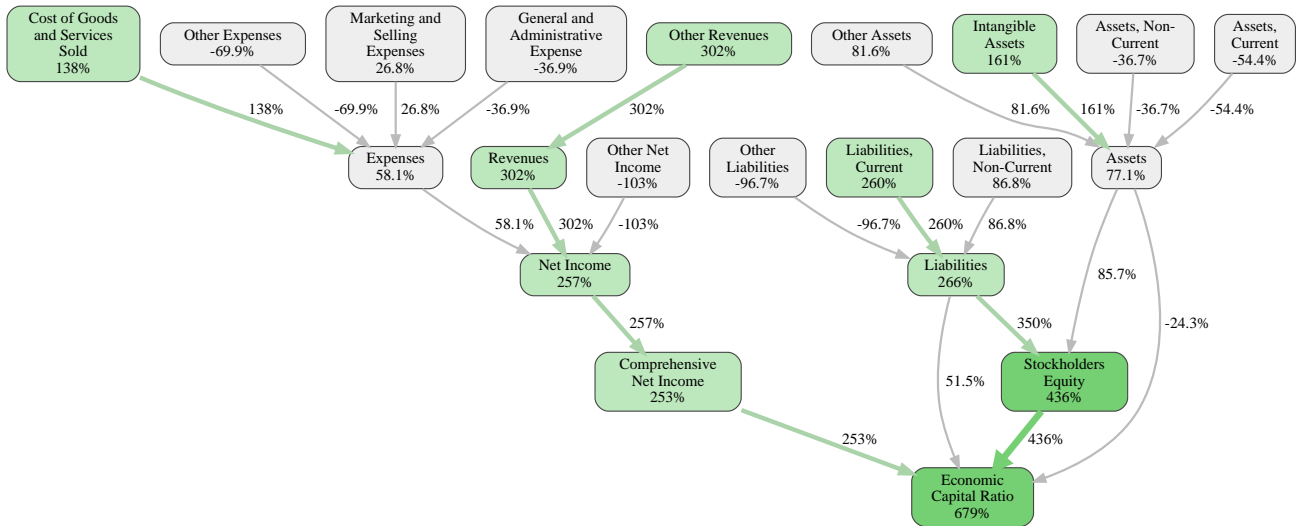 Cost of Goods
and Services
Sold
138%
Other Expenses
-69.9%
Marketing and
Selling
Expenses
26.8%
General and
Administrative
Expense
-36.9%
Other Revenues
302%
Other Assets
81.6%
Intangible
Assets
161%
Assets, Non-
Current
-36.7%
Assets,
Current
-54.4%
138%
-69.9%
26.8%
-36.9%
302%
81.6%
161%
-36.7%
-54.4%
Expenses
58.1%
Revenues
302%
Other Net
Income
-103%
Other
Liabilities
-96.7%
Liabilities,
Current
260%
Liabilities,
Non-Current
86.8%
Assets
77.1%
58.1%
302%
-103%
-96.7%
260%
86.8%
Net Income
257%
Liabilities
266%
85.7%
257%
350%
-24.3%
Comprehensive
Net Income
253%
51.5%
Stockholders
Equity
436%
253%
436%
Economic
Capital Ratio
679%